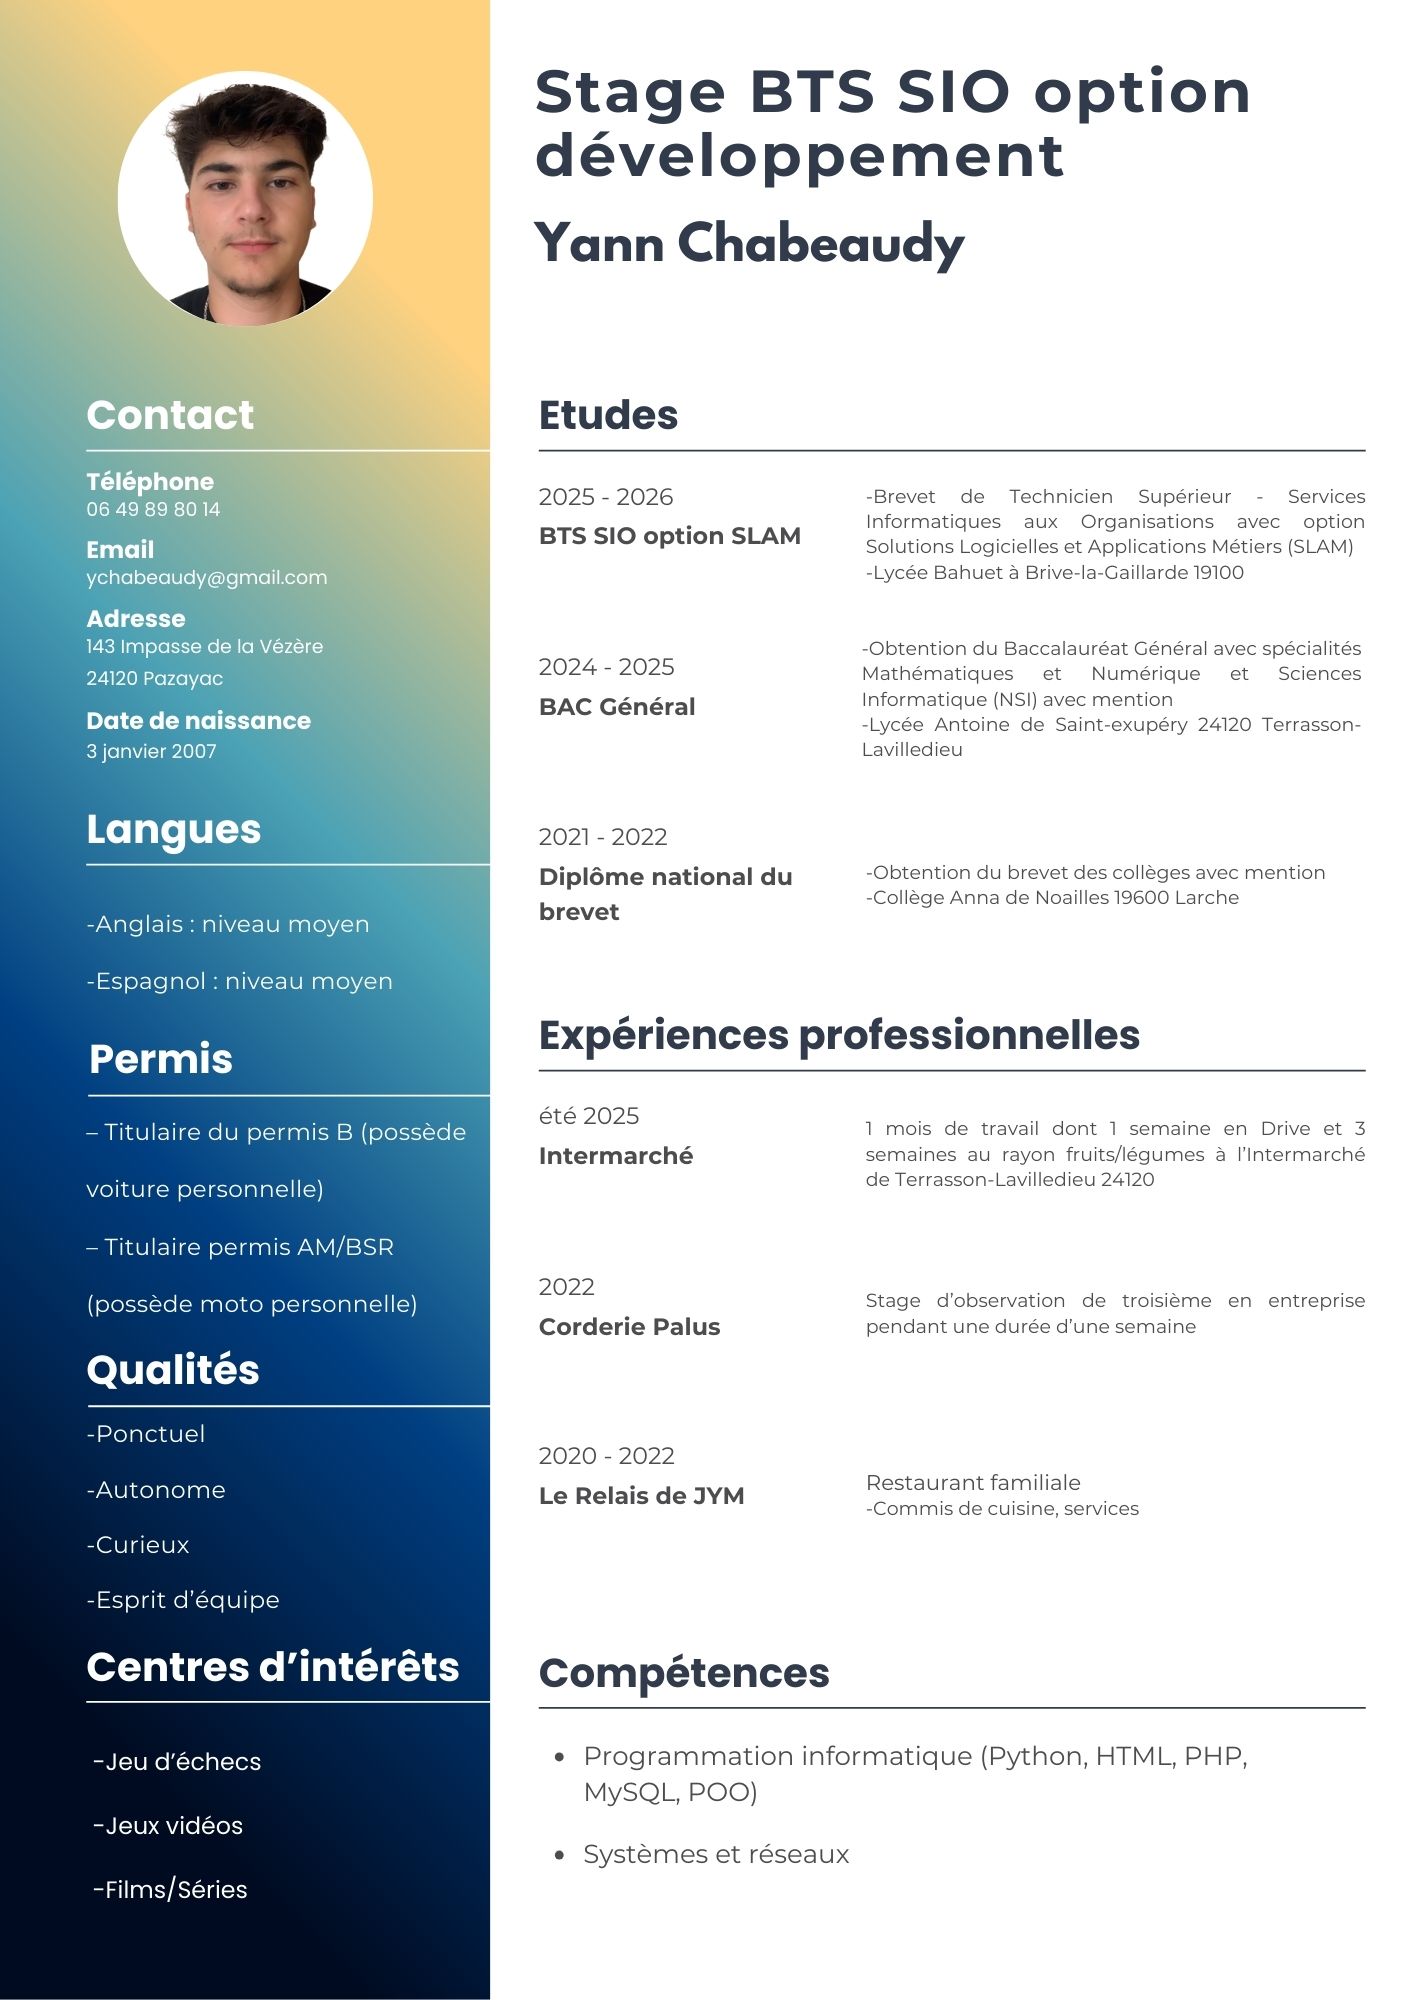 Stage BTS SIO option
développement
Yann Chabeaudy
Contact
Téléphone
06 49 89 80 14
Email
ychabeaudy@gmail.com
Adresse
143 Impasse de la Vézère
24120 Pazayac
Date de naissance
3 janvier 2007
Langues
-Anglais : niveau moyen
-Espagnol : niveau moyen
Permis
– Titulaire du permis B (possède
voiture personnelle)
– Titulaire permis AM/BSR
(possède moto personnelle)
Qualités
-Ponctuel
-Autonome
-Curieux
-Esprit d’équipe
Centres d’intérêts
-Jeu d’échecs
-Jeux vidéos
-Films/Séries
Etudes
2025 - 2026
BTS SIO option SLAM
-Brevet de Technicien Supérieur - Services
Informatiques aux Organisations avec option
Solutions Logicielles et Applications Métiers (SLAM)
-Lycée Bahuet à Brive-la-Gaillarde 19100
2024 - 2025
BAC Général
-Obtention du Baccalauréat Général avec spécialités
Mathématiques et Numérique et Sciences
Informatique (NSI) avec mention
-Lycée Antoine de Saint-exupéry 24120 Terrasson-
Lavilledieu
2021 - 2022
Diplôme national du
brevet
-Obtention du brevet des collèges avec mention
-Collège Anna de Noailles 19600 Larche
Expériences professionnelles
été 2025
Intermarché
1 mois de travail dont 1 semaine en Drive et 3
semaines au rayon fruits/légumes à l’Intermarché
de Terrasson-Lavilledieu 24120
2022
Corderie Palus
Stage d’observation de troisième en entreprise
pendant une durée d’une semaine
2020 - 2022
Le Relais de JYM
Restaurant familiale
-Commis de cuisine, services
Compétences
• Programmation informatique (Python, HTML, PHP,
MySQL, POO)
• Systèmes et réseaux